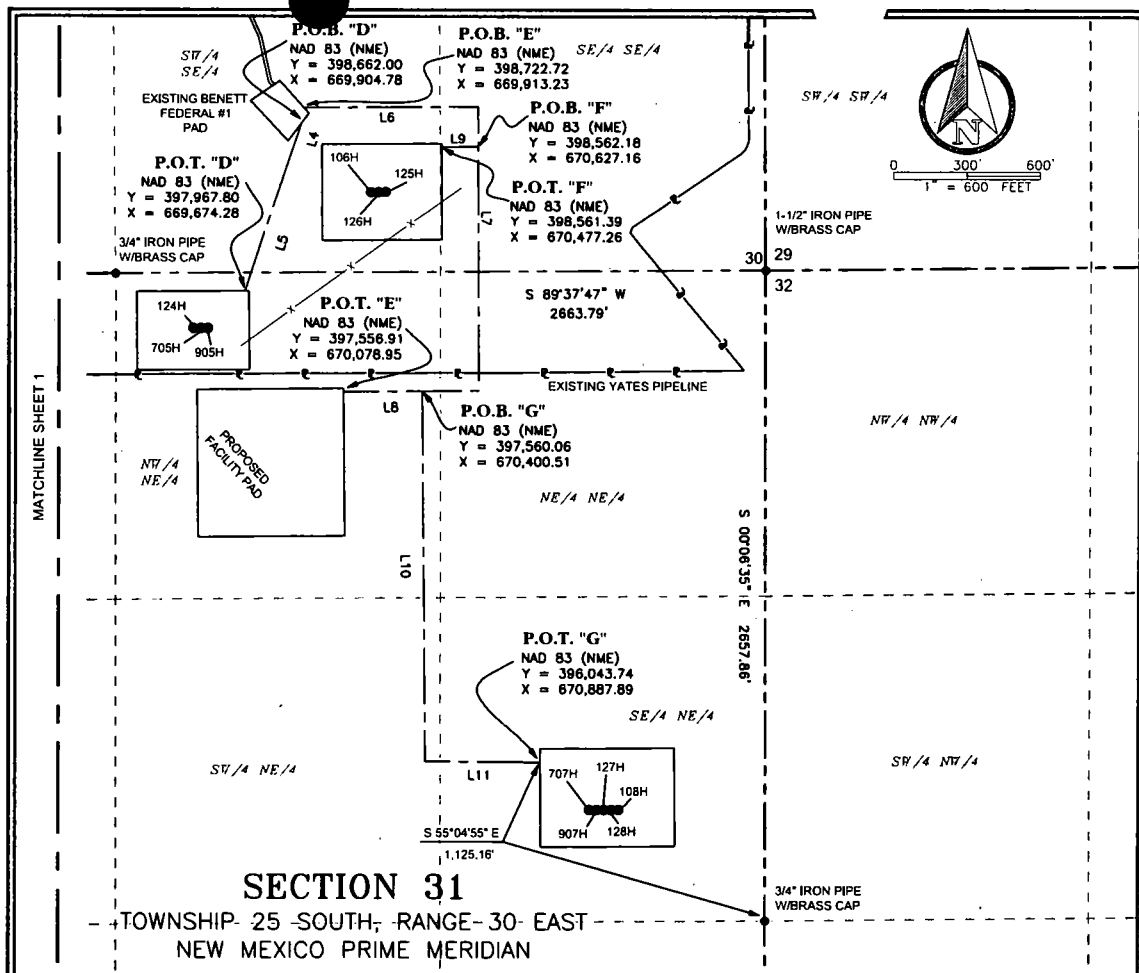 P.O.B. "D"
NAD 83 (NME)
Y = 398,662.00
X = 669,904.78
P.O.B. "E"
NAD 83 (NME)
Y = 398,722.72
X = 669,913.23
SW/4
SE/4
SE/4 SE/4
SW/4 SW/4
EXISTING BENETT
FEDERAL #1
PAD
L4
L6
L9
P.O.B. "F"
NAD 83 (NME)
Y = 398,562.18
X = 670,627.16
N
0 300' 600'
1" = 600 FEET
P.O.T. "D"
NAD 83 (NME)
Y = 397,967.80
X = 669,674.28
106H
125H
126H
P.O.T. "F"
NAD 83 (NME)
Y = 398,561.39
X = 670,477.26
L5
L7
3/4" IRON PIPE
W/BRASS CAP
1-1/2" IRON PIPE
W/BRASS CAP
30 29
32
S 89°37'47" W
2663.79'
124H
705H
905H
P.O.T. "E"
NAD 83 (NME)
Y = 397,556.91
X = 670,078.95
EXISTING YATES PIPELINE
MATCHLINE SHEET 1
L8
P.O.B. "G"
NAD 83 (NME)
Y = 397,560.06
X = 670,400.51
PROPOSED
FACILITY PAD
NW/4
NE/4
NE/4 NE/4
NW/4 NW/4
L10
S 00°06'35" E 2657.86'
P.O.T. "G"
NAD 83 (NME)
Y = 396,043.74
X = 670,887.89
SE/4 NE/4
SW/4 NE/4
SW/4 NW/4
L11
707H
127H
108H
907H
128H
S 55°04'55" E
1,125.16'
3/4" IRON PIPE
W/BRASS CAP
SECTION 31
TOWNSHIP 25 SOUTH, RANGE 30 EAST
NEW MEXICO PRIME MERIDIAN